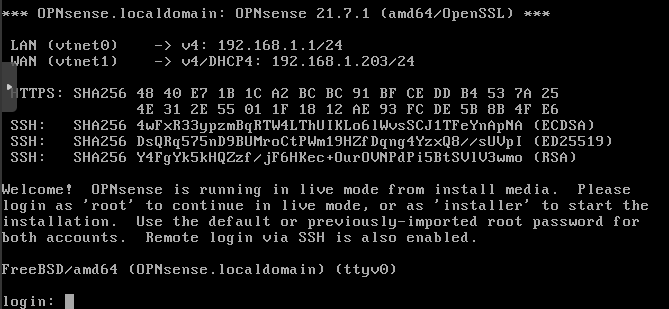 *** OPNsense.localdomain: OPNsense 21.7.1 (amd64/OpenSSL) ***
LAN (vtnet0) -> v4: 192.168.1.1/24
WAN (vtnet1) -> v4/DHCP4: 192.168.1.203/24
HTTPS: SHA256 48 40 E7 1B 1C A2 BC BC 91 BF CE DD B4 53 7A 25
4E 31 2E 55 01 1F 18 12 AE 93 FC DE 5B 8B 4F E6
SSH: SHA256 4wFxR33ypzmBqRTW4LThUIKLo6lWvsSCJ1TFeYnApNA (ECDSA)
SSH: SHA256 DsQRq575nD9BUMroCtPWm19HZfDqng4YzxQ8//sUVpI (ED25519)
SSH: SHA256 Y4FgYk5kHQZzf/jF6HKec+OurOVNPdPi5BtSVlV3wmo (RSA)
Welcome! OPNsense is running in live mode from install media. Please
login as 'root' to continue in live mode, or as 'installer' to start the
installation. Use the default or previously-imported root password for
both accounts. Remote login via SSH is also enabled.
FreeBSD/amd64 (OPNsense.localdomain) (ttyv0)
login: